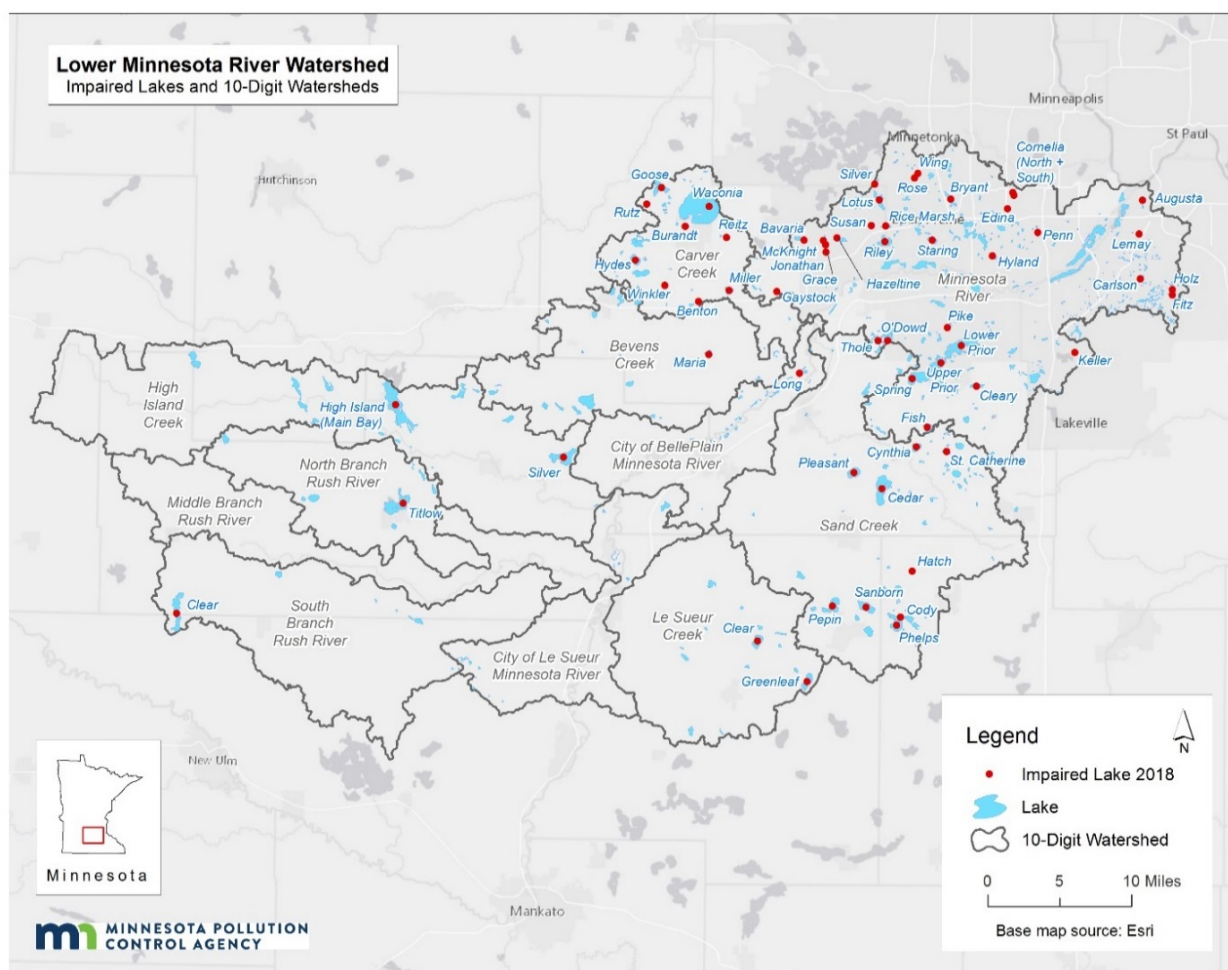 Lower Minnesota River Watershed
Impaired Lakes and 10-Digit Watersheds
Minneapolis
St Paul
Minnetonka
Hutchinson
Cornelia
(North +
South)
Wing
Silver
Rose
Bryant
Goose
Waconia
Lotus
Edina
Augusta
Rutz
Susan
Rice Marsh
Penn
Burandt
Reitz
Bavaria
Lemay
McKnight
Riley
Staring
Hyland
Hydes
Carver
Creek
Jonathan
Grace
Hazeltine
Minnesota
River
Carlson
Holz
Fitz
Winkler
Miller
Gaystock
Benton
Pike
O'Dowd
Lower
Prior
Thole
Bevens
Creek
Maria
Keller
Long
Upper
Prior
Spring
Cleary
High
Island
Creek
High Island
(Main Bay)
Fish
Lakeville
City of BellePlain
Minnesota River
Cynthia
St. Catherine
North Branch
Rush River
Silver
Pleasant
Cedar
Middle Branch
Rush River
Titlow
Sand Creek
Hatch
Clear
South
Branch
Rush River
Le Sueur
Creek
Clear
Sanborn
Pepin
Cody
Phelps
City of Le Sueur
Minnesota River
Greenleaf
New Ulm
Mankato
Minnesota
MINNESOTA POLLUTION
CONTROL AGENCY
Legend
N
Impaired Lake 2018
Lake
10-Digit Watershed
0 5 10 Miles
Base map source: Esri